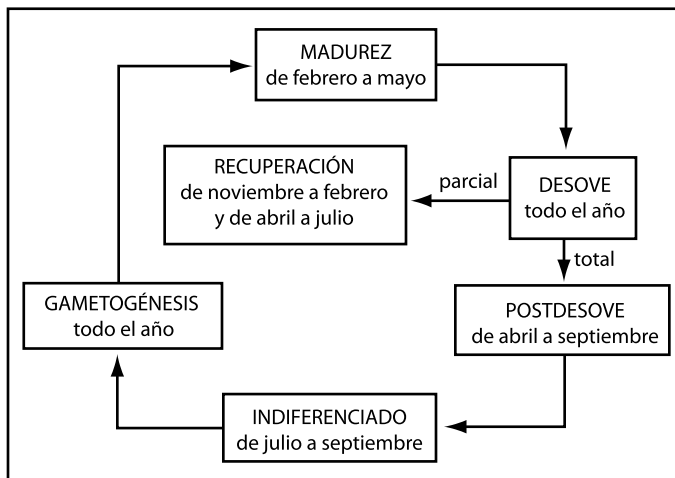 MADUREZ
de febrero a mayo
RECUPERACIÓN
de noviembre a febrero
y de abril a julio
parcial
DESOVE
todo el año
total
GAMETOGÉNESIS
todo el año
POSTDESOVE
de abril a septiembre
INDIFERENCIADO
de julio a septiembre